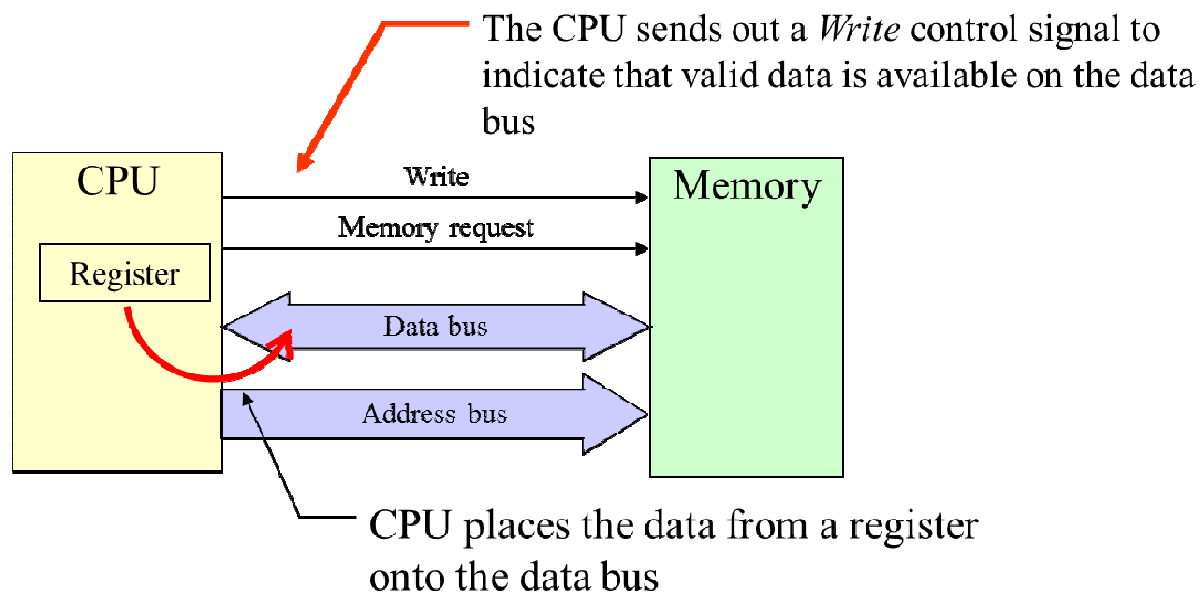 The CPU sends out a Write control signal to
indicate that valid data is available on the data
bus
CPU
Write
Memory
Memory request
Register
Data bus
Address bus
CPU places the data from a register
onto the data bus